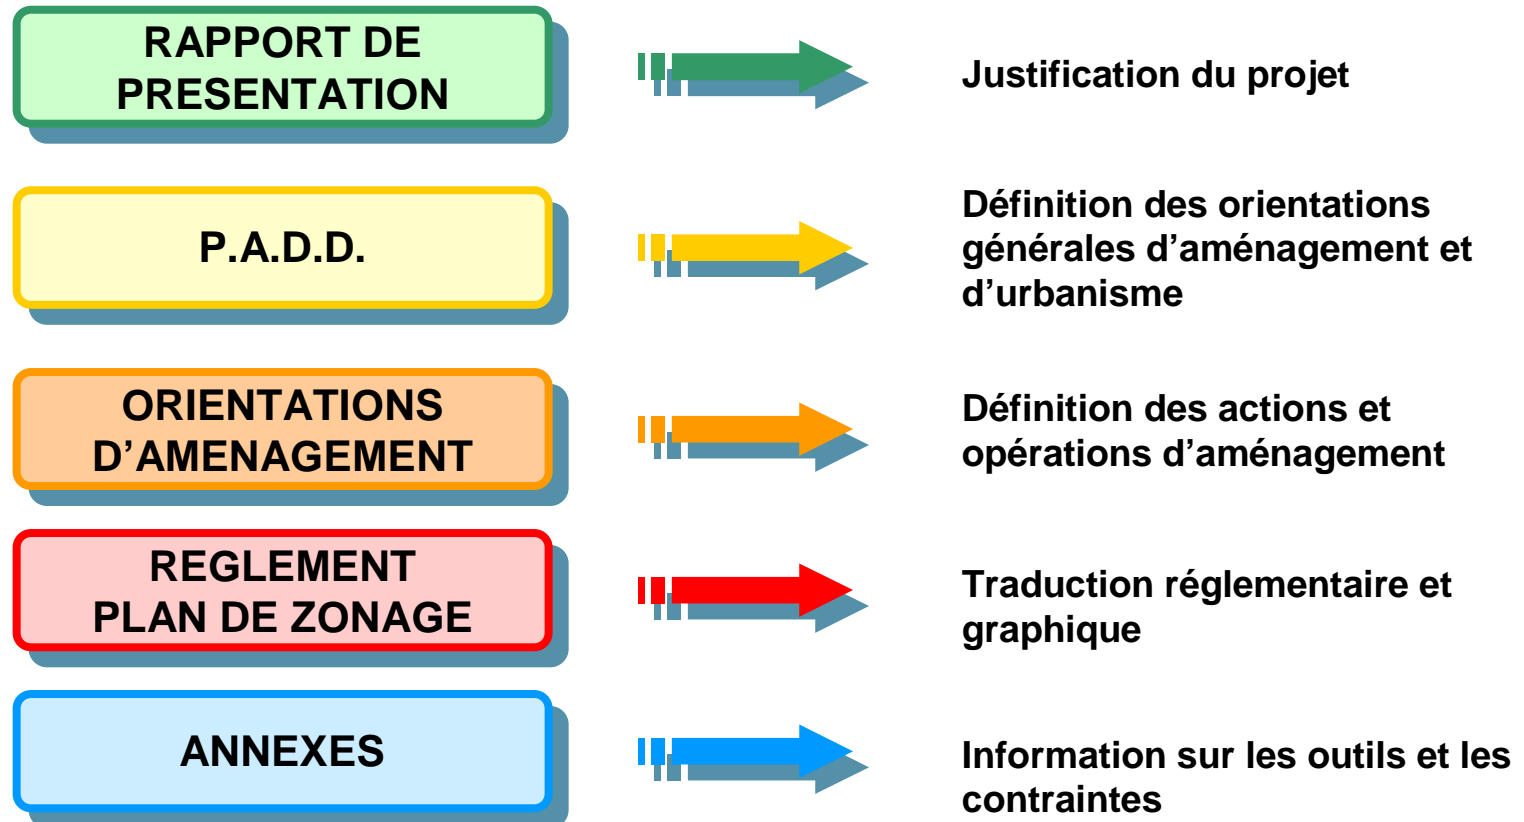 RAPPORT DE
PRESENTATION
Justification du projet
P.A.D.D.
Définition des orientations
générales d’aménagement et
d’urbanisme
ORIENTATIONS
D’AMENAGEMENT
Définition des actions et
opérations d’aménagement
REGLEMENT
PLAN DE ZONAGE
Traduction réglementaire et
graphique
ANNEXES
Information sur les outils et les
contraintes